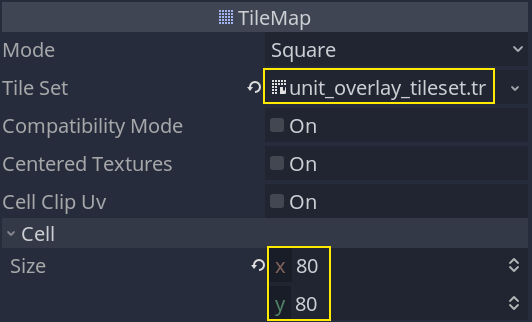 TileMap
Mode Square
Tile Set unit_overlay_tileset.tr
Compatibility Mode On
Centered Textures On
Cell Clip Uv On
Cell
Size x 80
y 80